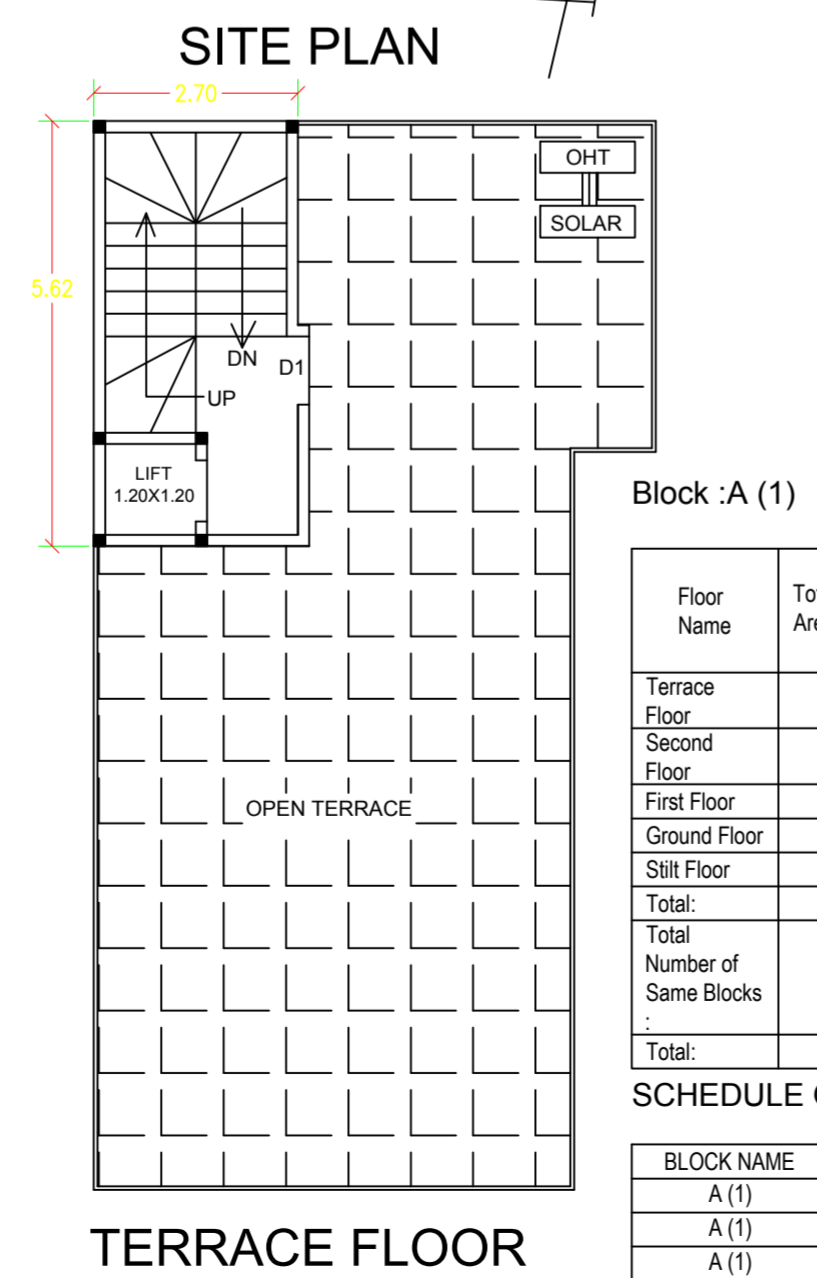 SITE PLAN
2.70
OHT
SOLAR
5.62
DN
D1
UP
LIFT
1.20X1.20
OPEN TERRACE
TERRACE FLOOR
Block :A (1)
Floor
Name
Terrace
Floor
Second
Floor
First Floor
Ground Floor
Stilt Floor
Total:
Total
Number of
Same Blocks
:
Total:
SCHEDULE
BLOCK NAME
A (1)
A (1)
A (1)